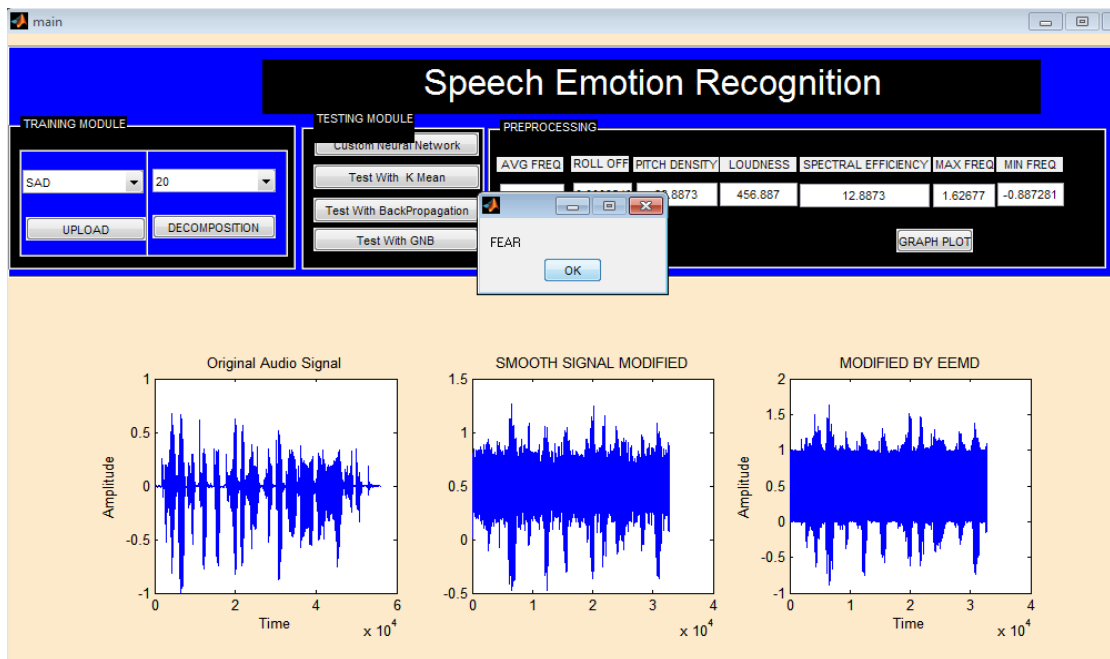 main
Speech Emotion Recognition
TRAINING MODULE
SAD
20
UPLOAD
DECOMPOSITION
TESTING MODULE
Custom Neural Network
Test With K Mean
Test With BackPropagation
Test With GNB
PREPROCESSING
AVG FREQ ROLL OFF PITCH DENSITY LOUDNESS SPECTRAL EFFICIENCY MAX FREQ MIN FREQ
456.887 12.8873 1.62677 -0.887281
GRAPH PLOT
FEAR
OK
Original Audio Signal
1
0.5
0
-0.5
-1
Amplitude
0 2 4 6
Time
x 10^4
SMOOTH SIGNAL MODIFIED
1.5
1
0.5
0
-0.5
0 1 2 3 4
x 10^4
MODIFIED BY EEMD
2
1.5
1
0.5
0
-0.5
-1
Amplitude
0 1 2 3 4
Time
x 10^4